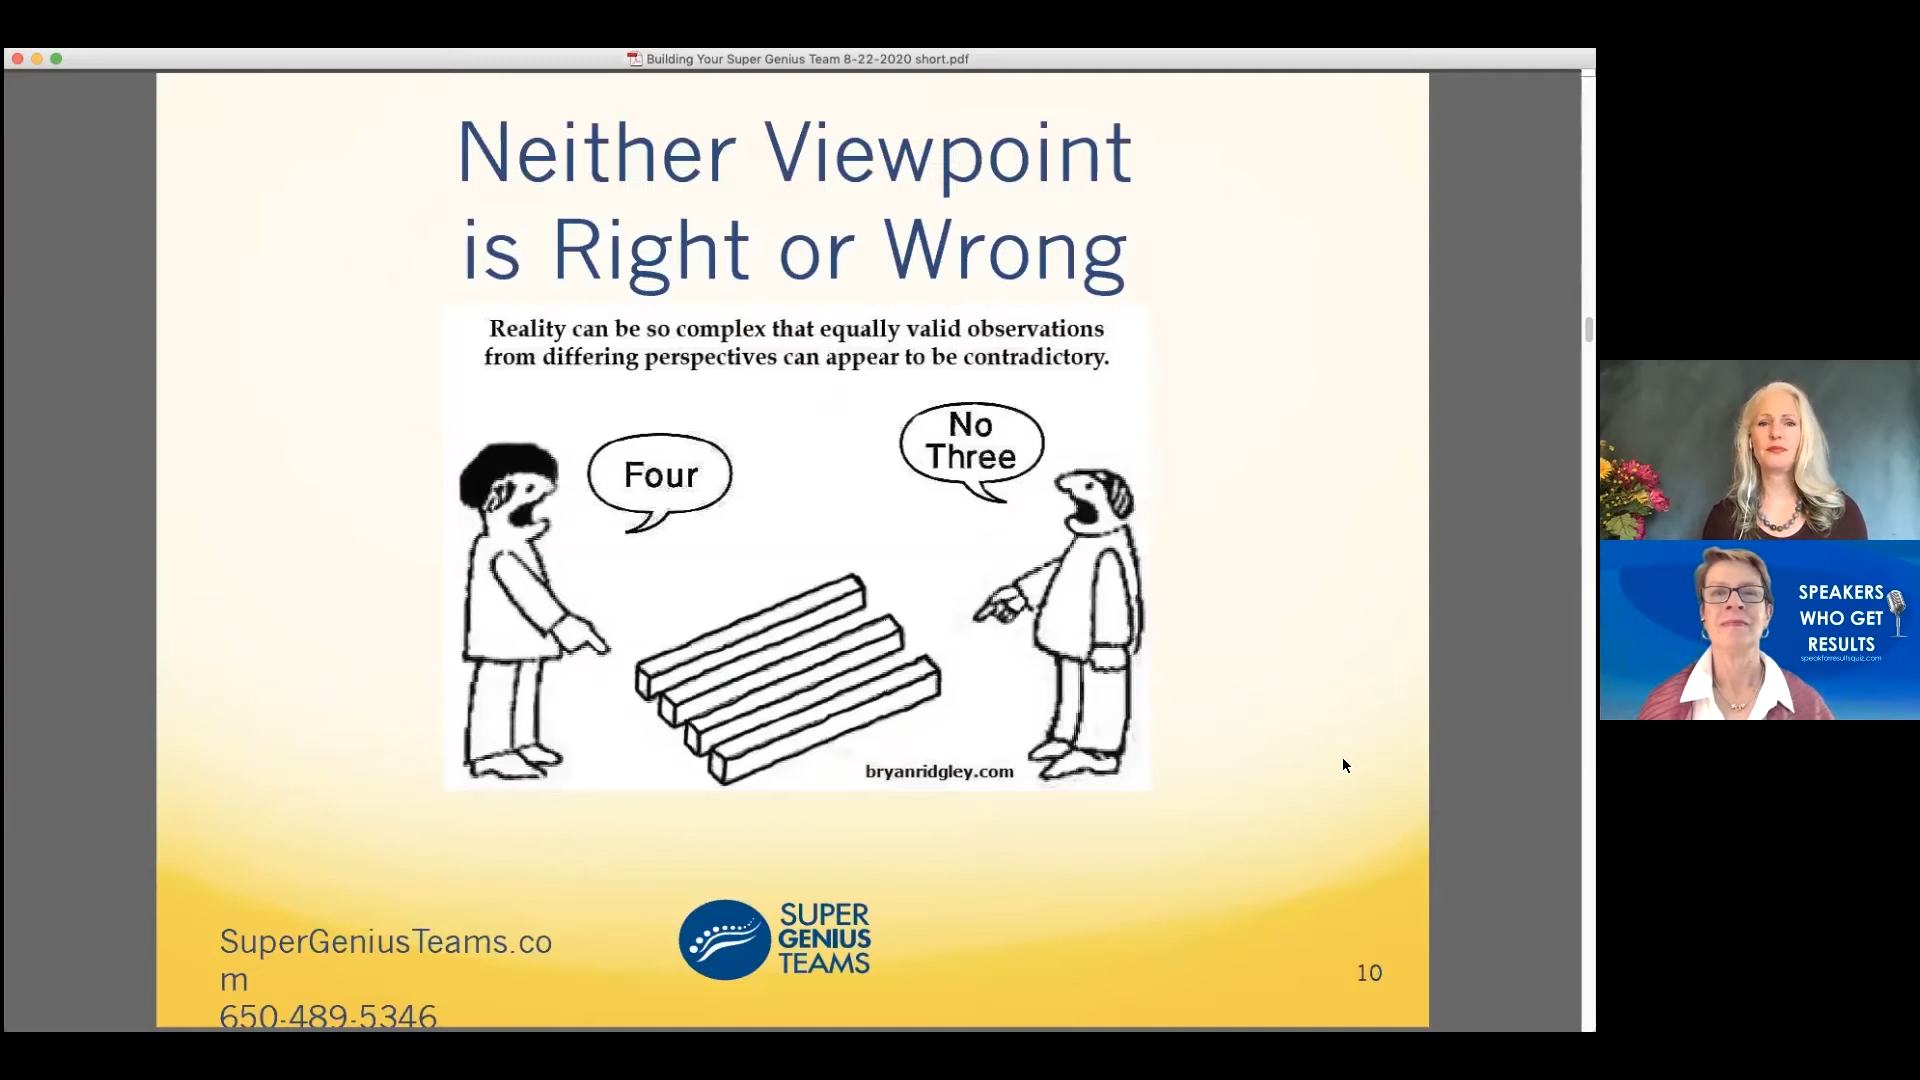 Building Your Super Genius Team 8-22-2020 short.pdf
Neither Viewpoint
is Right or Wrong
Reality can be so complex that equally valid observations
from differing perspectives can appear to be contradictory.
Four
No
Three
bryanridgley.com
SuperGeniusTeams.co
m
650-489-5346
SUPER
GENIUS
TEAMS
10
SPEAKERS
WHO GET
RESULTS
speakforresultsquiz.com